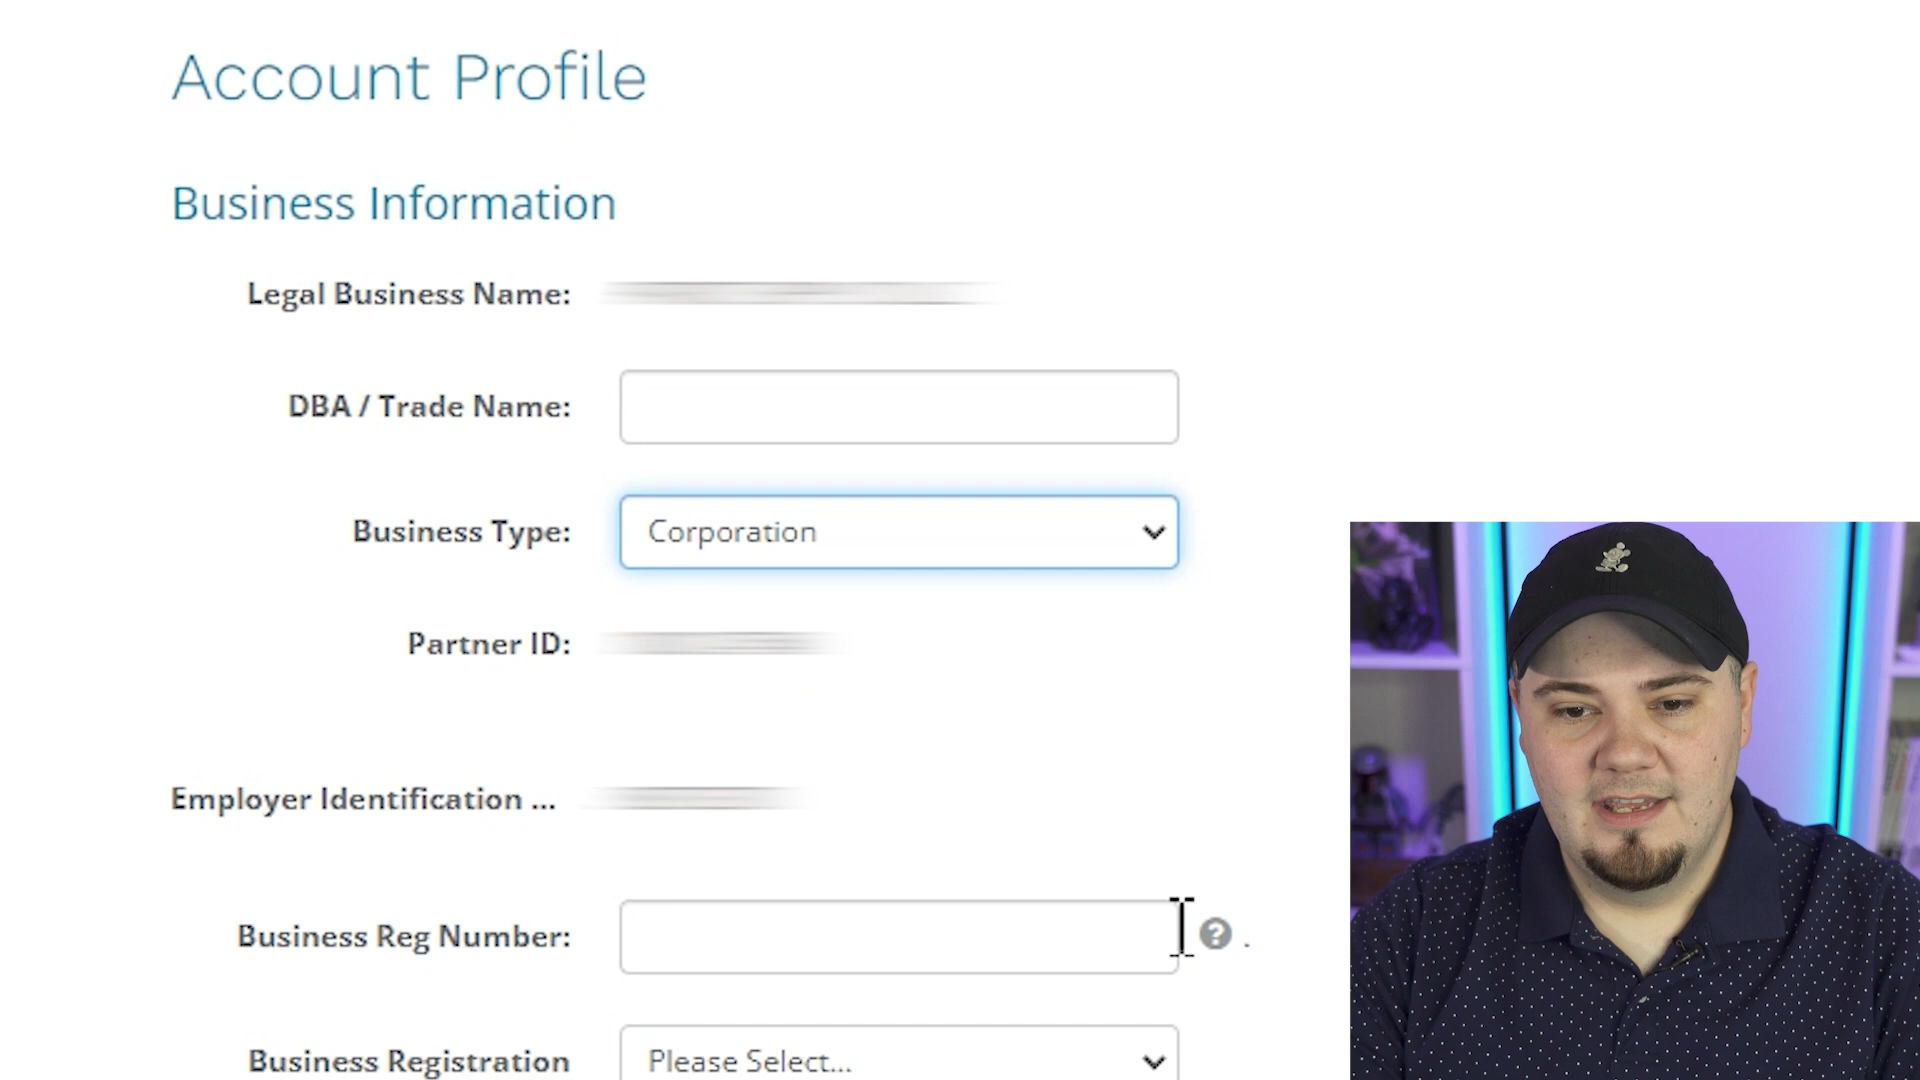 Account Profile
Business Information
Legal Business Name:
DBA / Trade Name:
Business Type: Corporation
Partner ID:
Employer Identification ...
Business Reg Number: ? .
Business Registration Please Select...